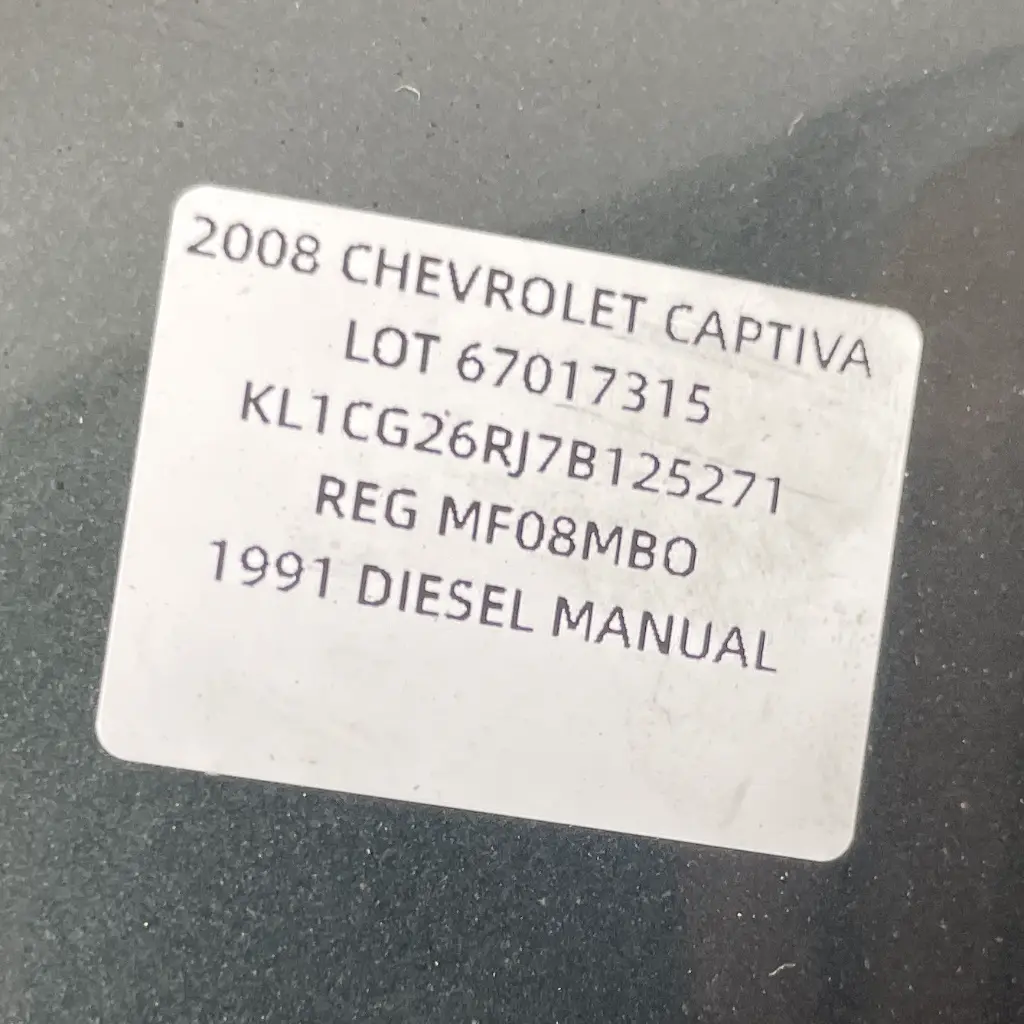 2008 CHEVROLET CAPTIVA
LOT 67017315
KL1CG26RJ7B125271
REG MF08MBO
1991 DIESEL MANUAL